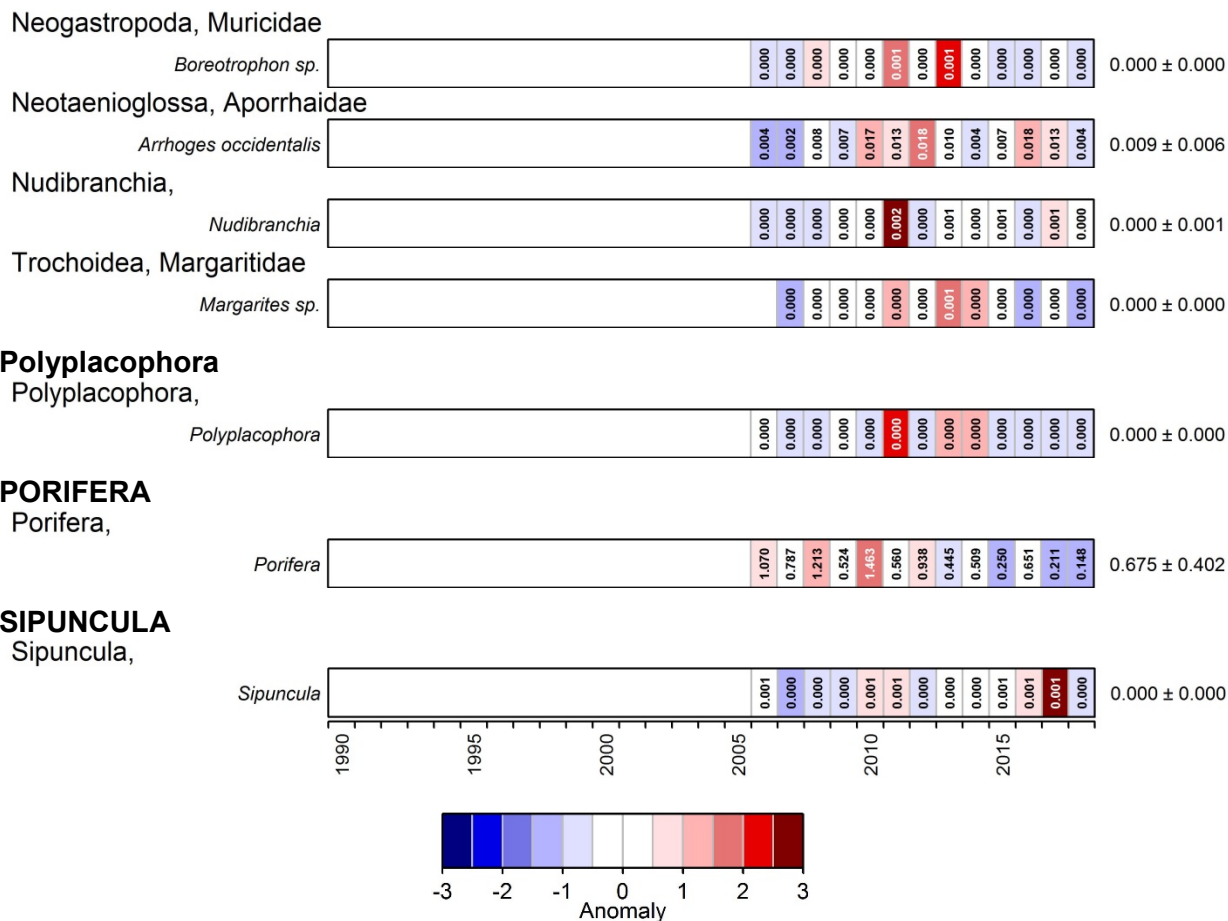 Neogastropoda, Muricidae
Boreotrophon sp. 0.000 0.000 0.000 0.000 0.000 0.001 0.000 0.001 0.000 0.000 0.000 0.000 0.000 0.000 ± 0.000
Neotaenioglossa, Aporrhaidae
Arrhoges occidentalis 0.004 0.002 0.008 0.007 0.017 0.013 0.018 0.010 0.004 0.007 0.018 0.013 0.004 0.009 ± 0.006
Nudibranchia,
Nudibranchia 0.000 0.000 0.000 0.000 0.000 0.002 0.000 0.001 0.000 0.001 0.000 0.001 0.000 0.000 ± 0.001
Trochoidea, Margaritidae
Margarites sp. 0.000 0.000 0.000 0.000 0.000 0.000 0.001 0.000 0.000 0.000 0.000 0.000 0.000 ± 0.000
Polyplacophora
Polyplacophora,
Polyplacophora 0.000 0.000 0.000 0.000 0.000 0.000 0.000 0.000 0.000 0.000 0.000 0.000 0.000 0.000 ± 0.000
PORIFERA
Porifera,
Porifera 1.070 0.787 1.213 0.524 1.463 0.560 0.938 0.445 0.509 0.250 0.651 0.211 0.148 0.675 ± 0.402
SIPUNCULA
Sipuncula,
Sipuncula 0.001 0.000 0.000 0.000 0.001 0.001 0.000 0.000 0.000 0.001 0.001 0.001 0.000 0.000 ± 0.000
1990 1995 2000 2005 2010 2015
-3 -2 -1 0 1 2 3
Anomaly